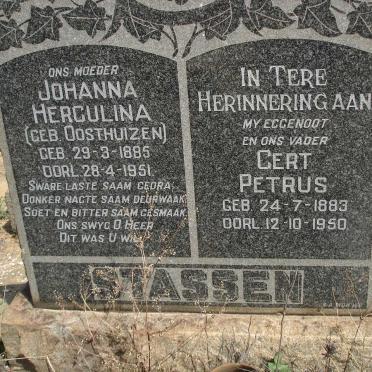 ONS MOEDER
JOHANNA
HERCULINA
(GEB. OOSTHUIZEN)
GEB. 29-3-1885
OORL. 28-4-1951.
SWARE LASTE SAAM GEDRA,
DONKER NAGTE SAAM DEURWAAK,
SOET EN BITTER SAAM GESMAAK,
ONS SWYG O HEER
DIT WAS U WIL
IN TERE
HERINNERING AAN
MY EGGENOOT
EN ONS VADER
GERT
PETRUS
GEB. 24-7-1883
OORL. 12-10-1950.
STASSEN